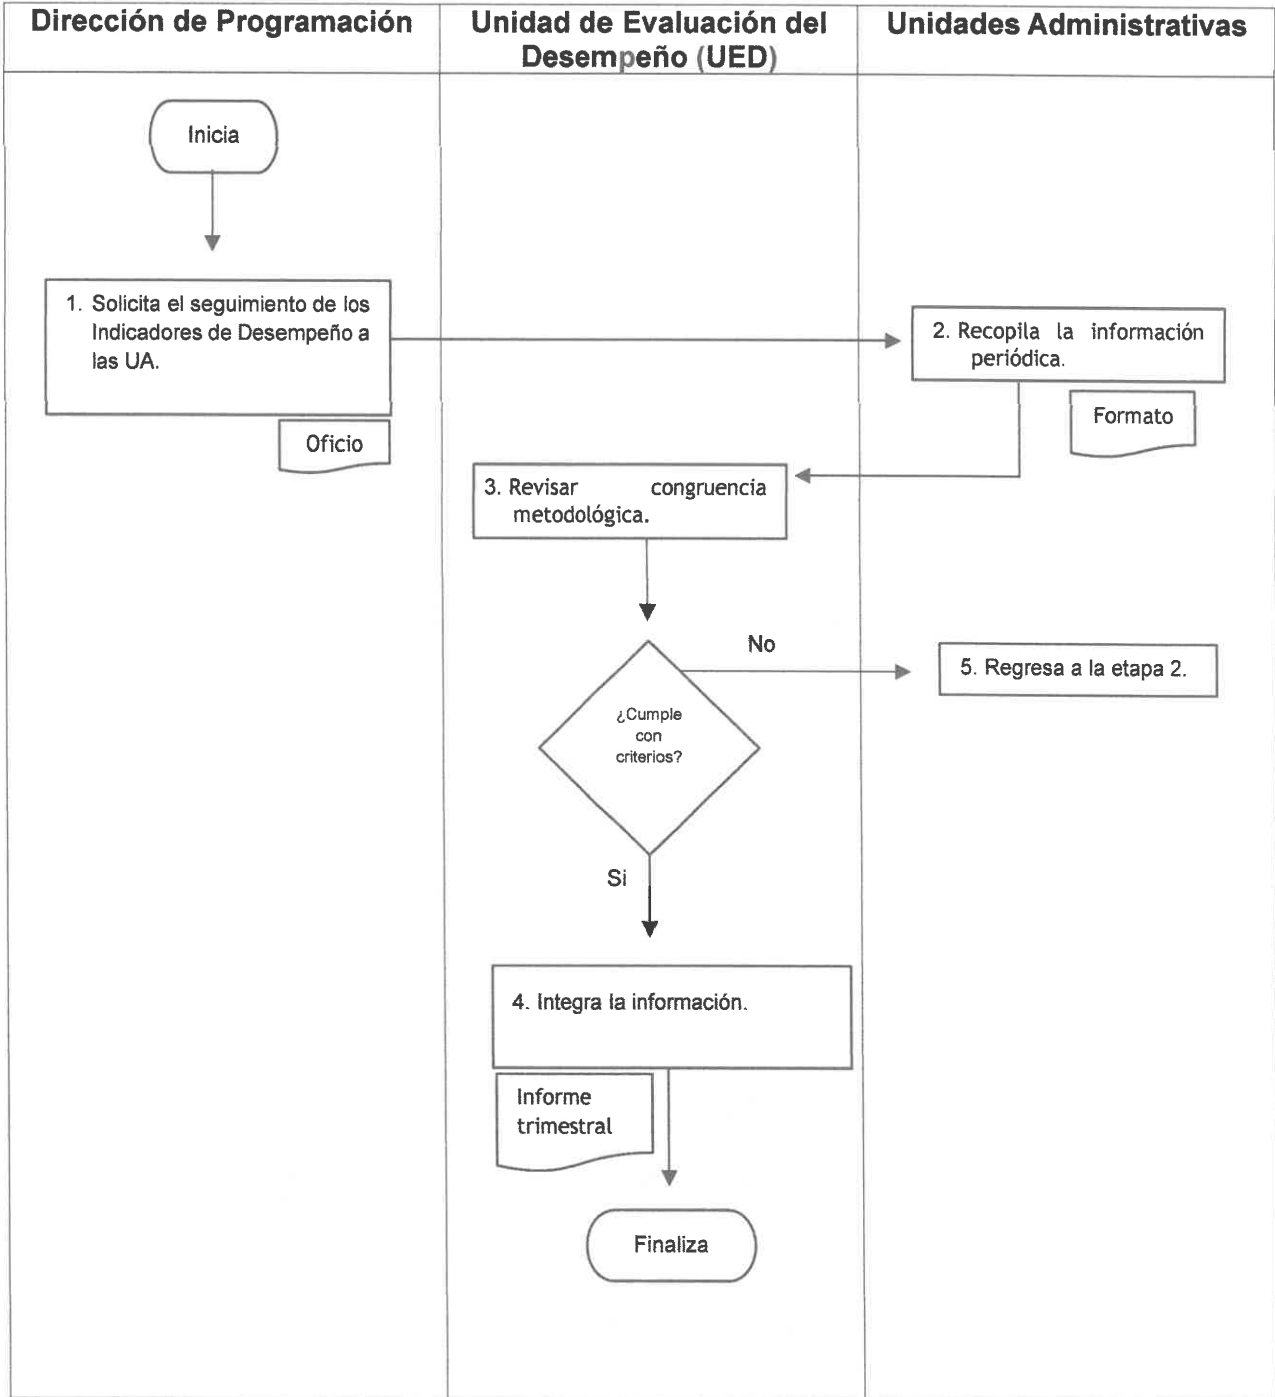 Dirección de Programación
Unidad de Evaluación del
Desempeño (UED)
Unidades Administrativas
Inicia
1. Solicita el seguimiento de los
Indicadores de Desempeño a
las UA.
Oficio
2. Recopila la información
periódica.
Formato
3. Revisar congruencia
metodológica.
¿Cumple
con
criterios?
No
5. Regresa a la etapa 2.
Si
4. Integra la información.
Informe
trimestral
Finaliza